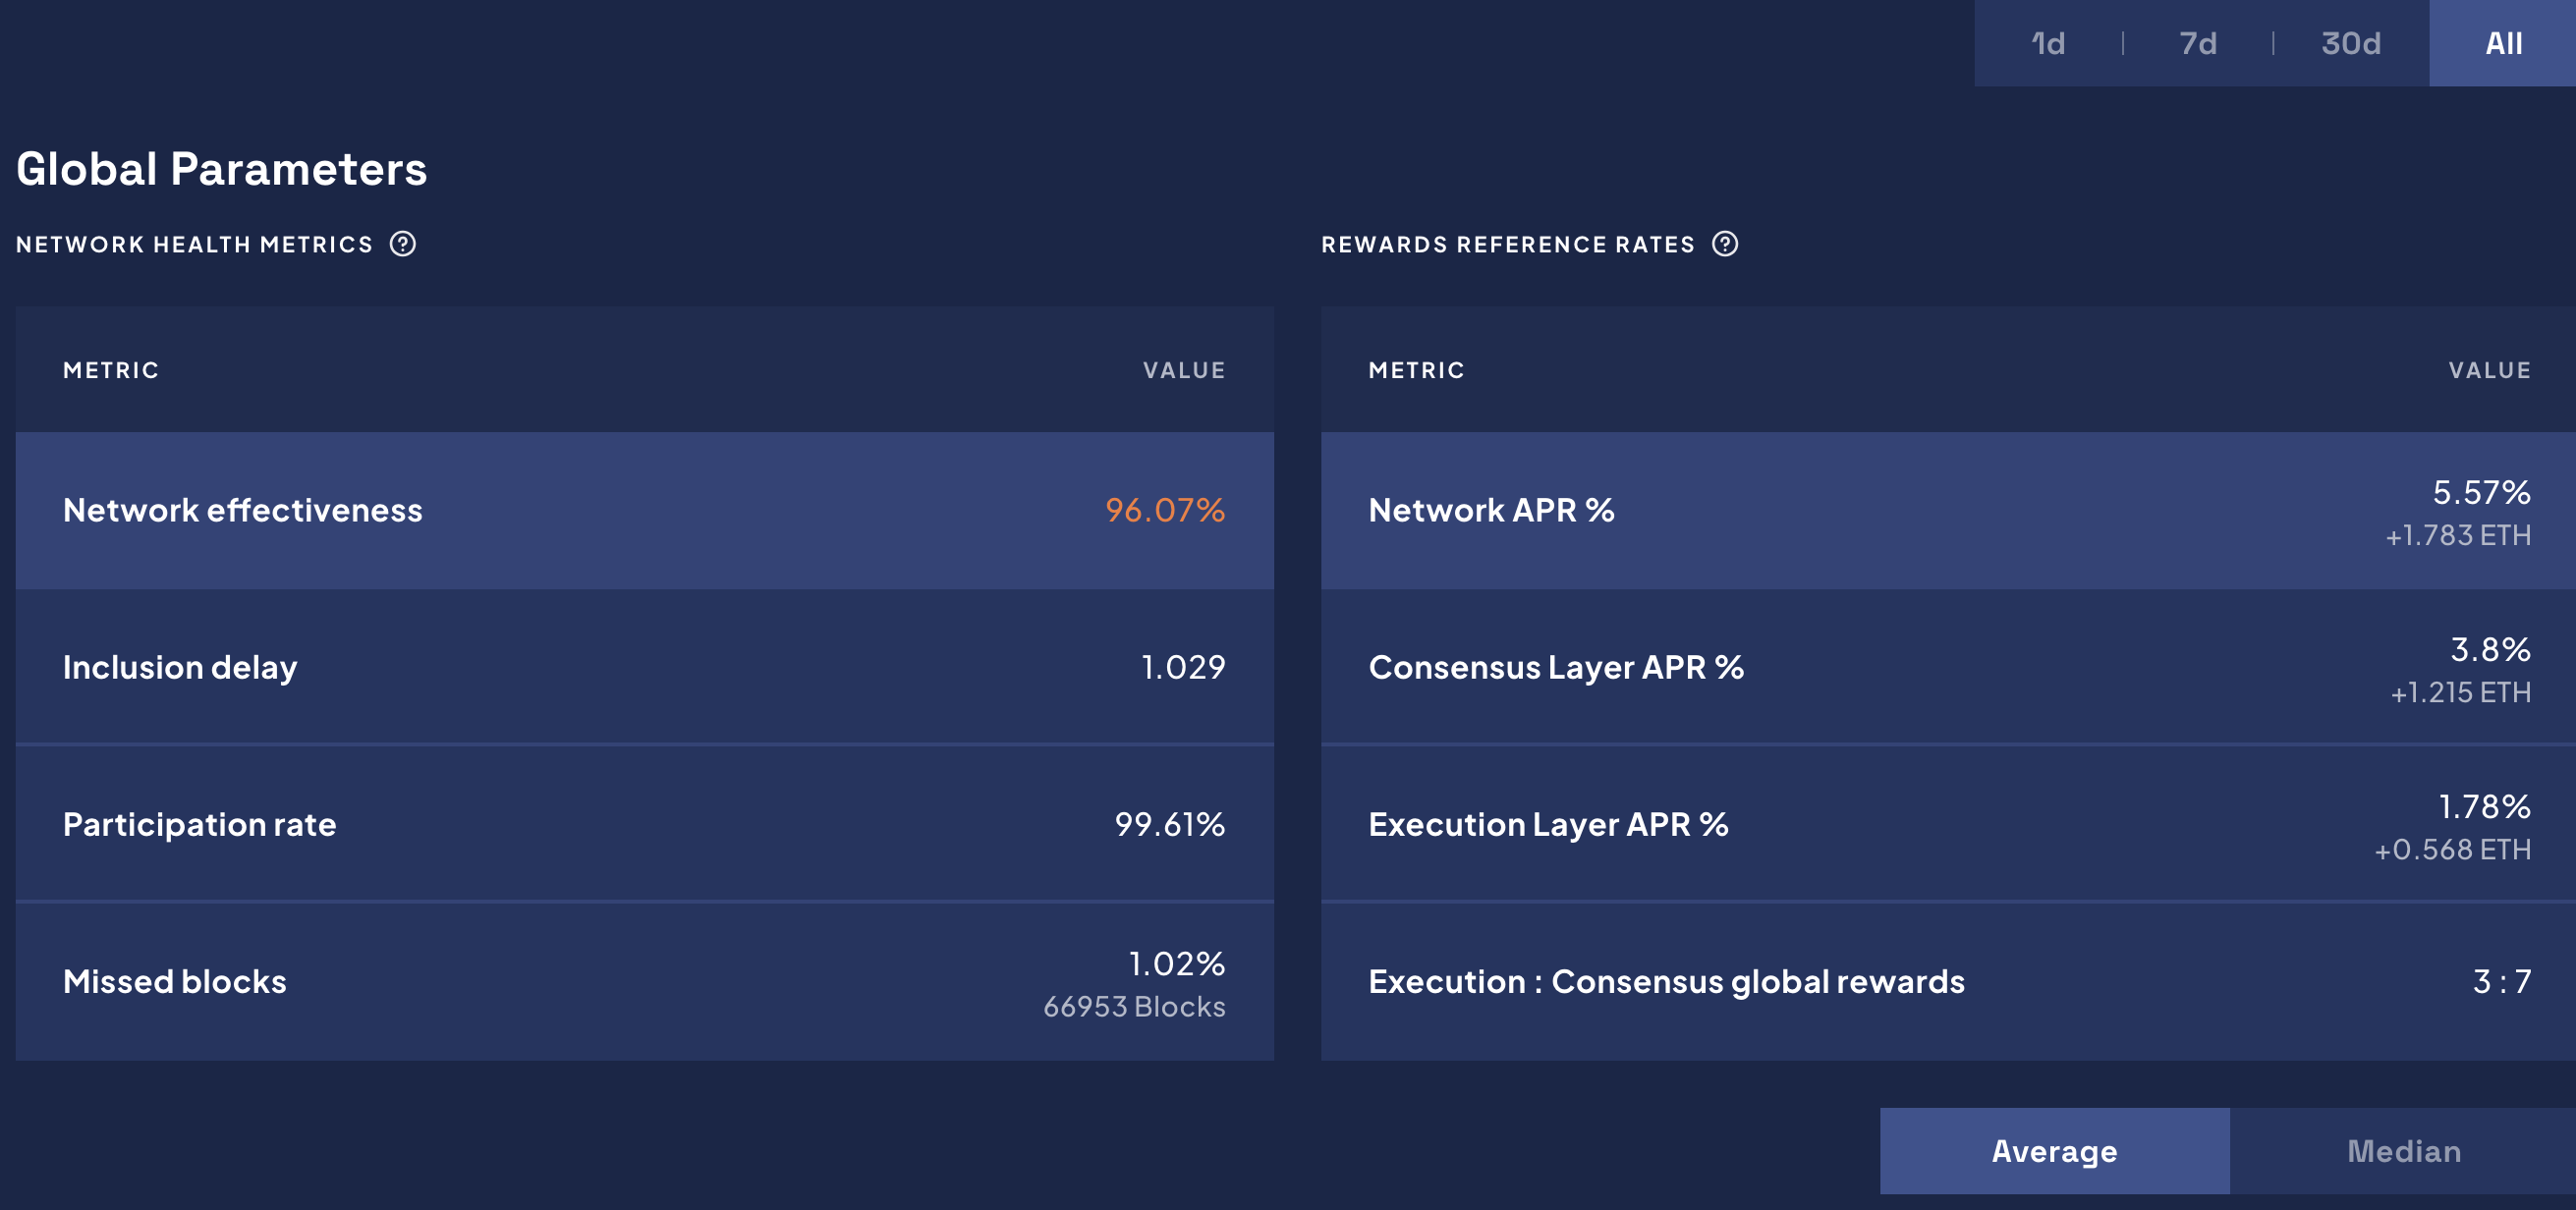 1d | 7d | 30d All
Global Parameters
NETWORK HEALTH METRICS ?
METRIC VALUE
Network effectiveness 96.07%
Inclusion delay 1.029
Participation rate 99.61%
Missed blocks 1.02%
66953 Blocks
REWARDS REFERENCE RATES ?
METRIC VALUE
Network APR % 5.57%
+1.783 ETH
Consensus Layer APR % 3.8%
+1.215 ETH
Execution Layer APR % 1.78%
+0.568 ETH
Execution : Consensus global rewards 3 : 7
Average Median